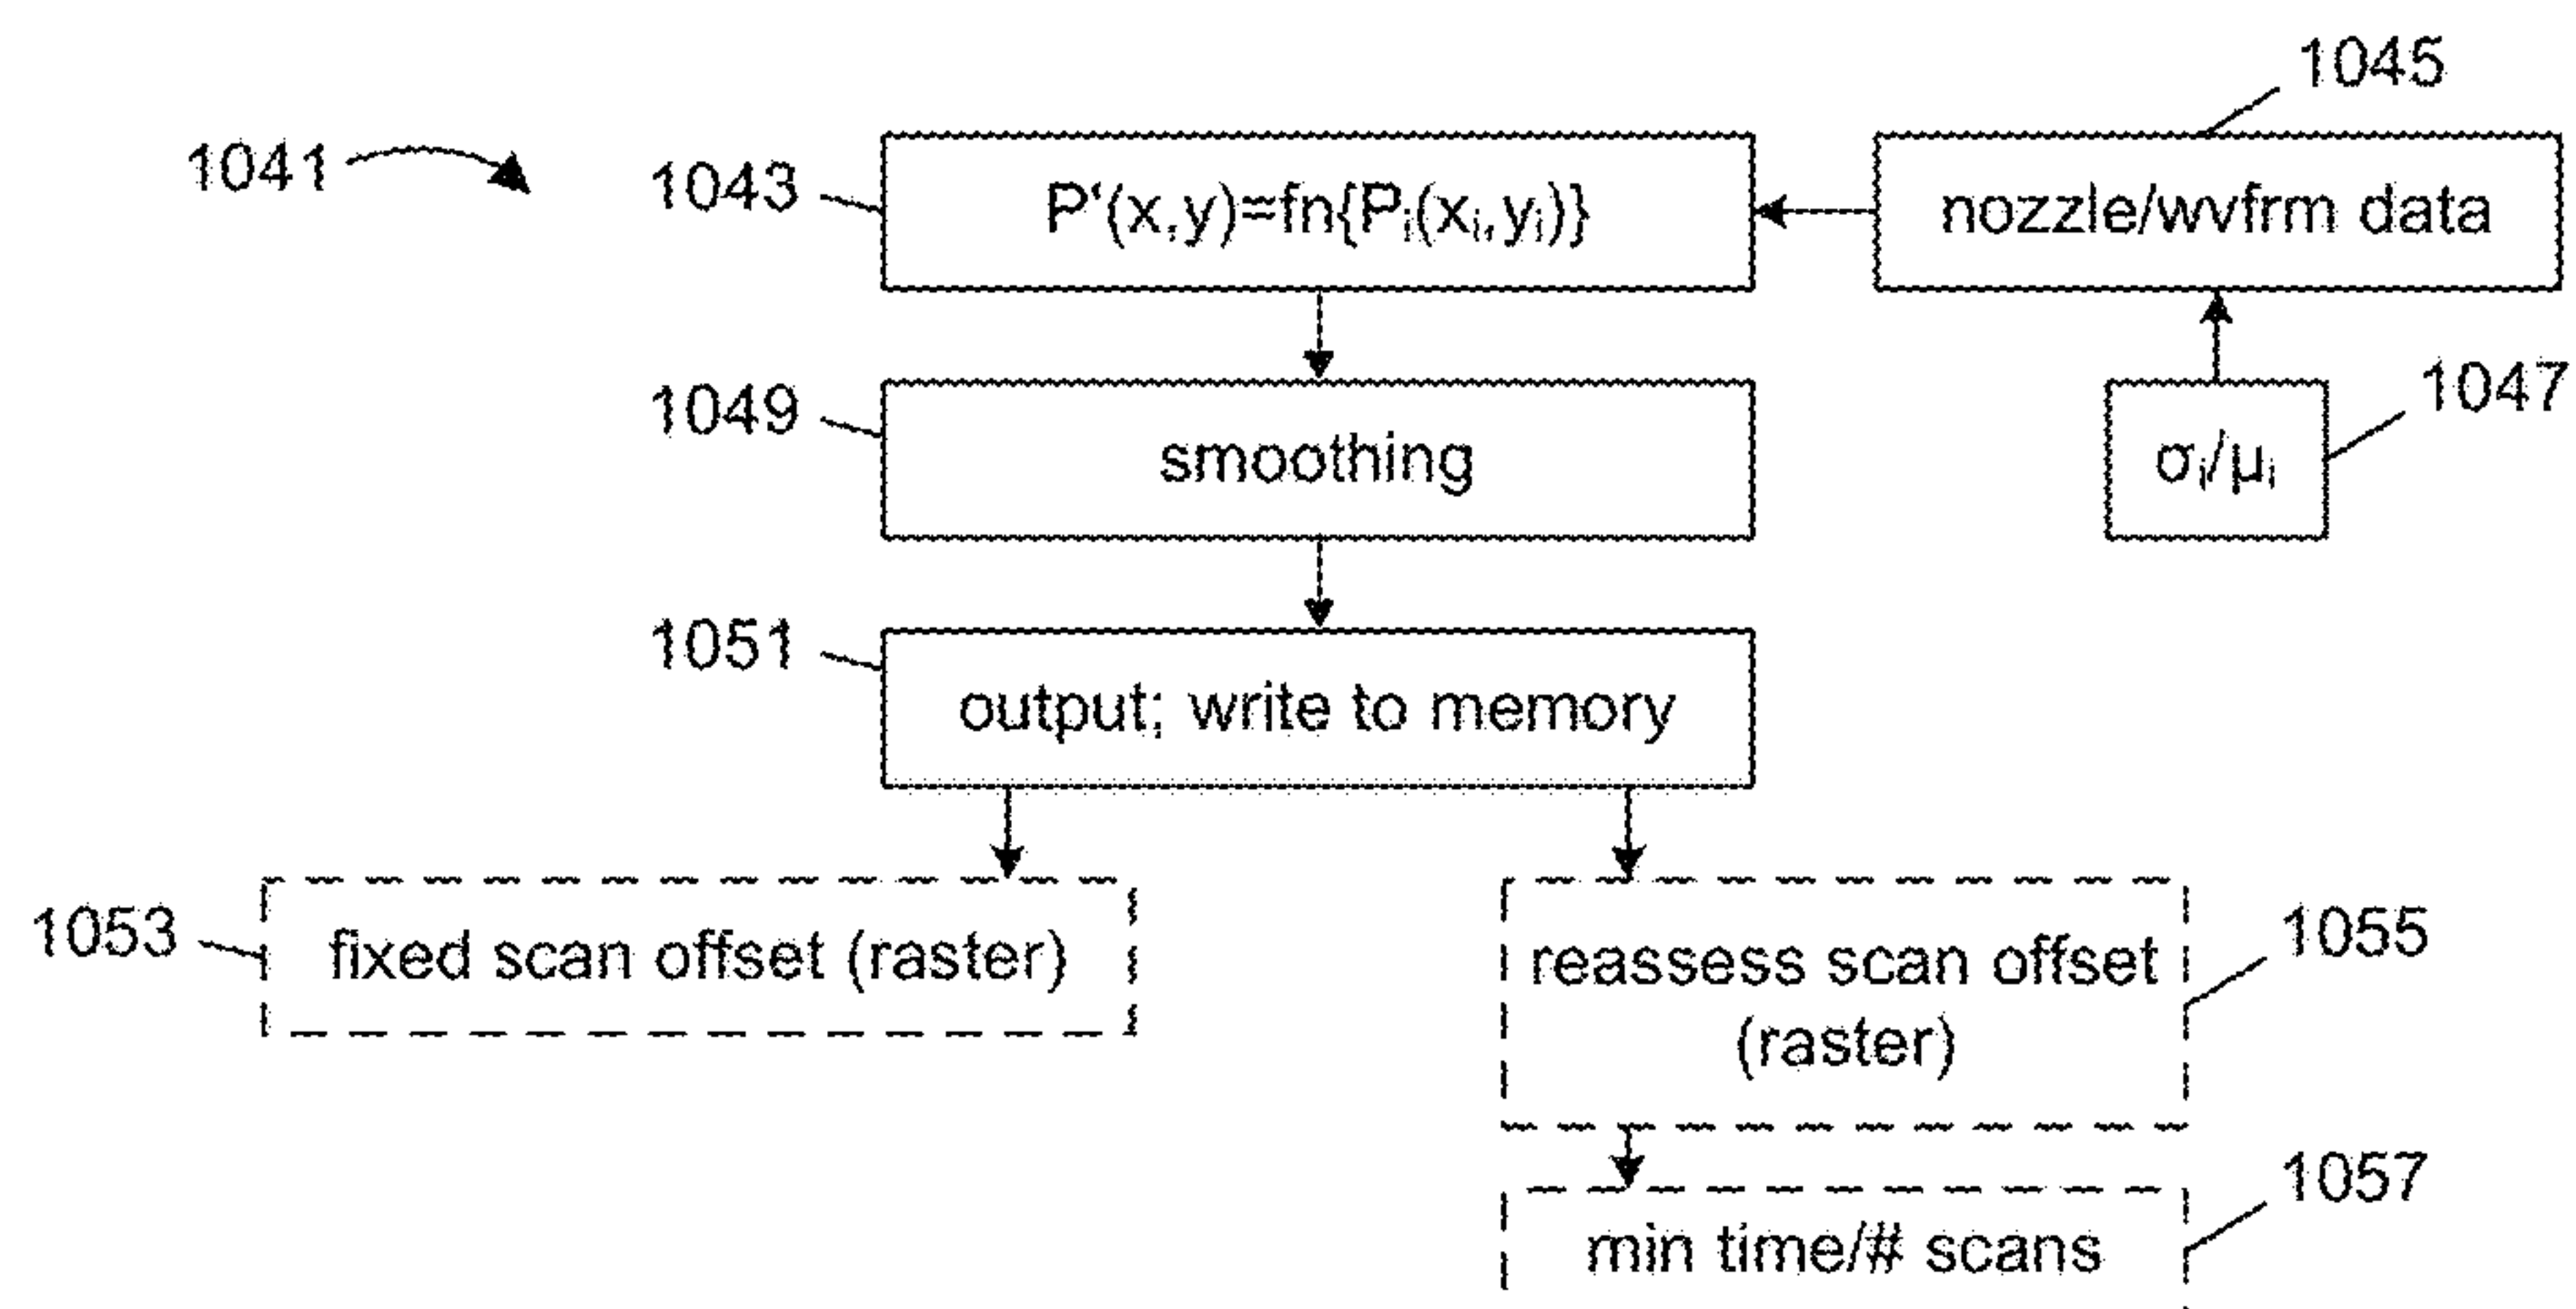 1045
1041
1043
P'(x,y)=fn{Pᵢ(xᵢ,yᵢ)}
nozzle/wvfrm data
1049
smoothing
1047
σᵢ/μᵢ
1051
output; write to memory
1053
fixed scan offset (raster)
1055
reassess scan offset
(raster)
1057
min time/# scans